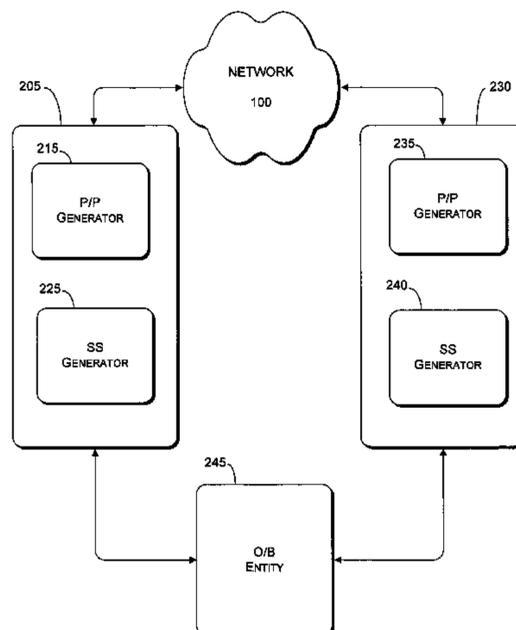 NETWORK
100
205
230
215
P/P
GENERATOR
235
P/P
GENERATOR
225
SS
GENERATOR
240
SS
GENERATOR
245
O/B
ENTITY